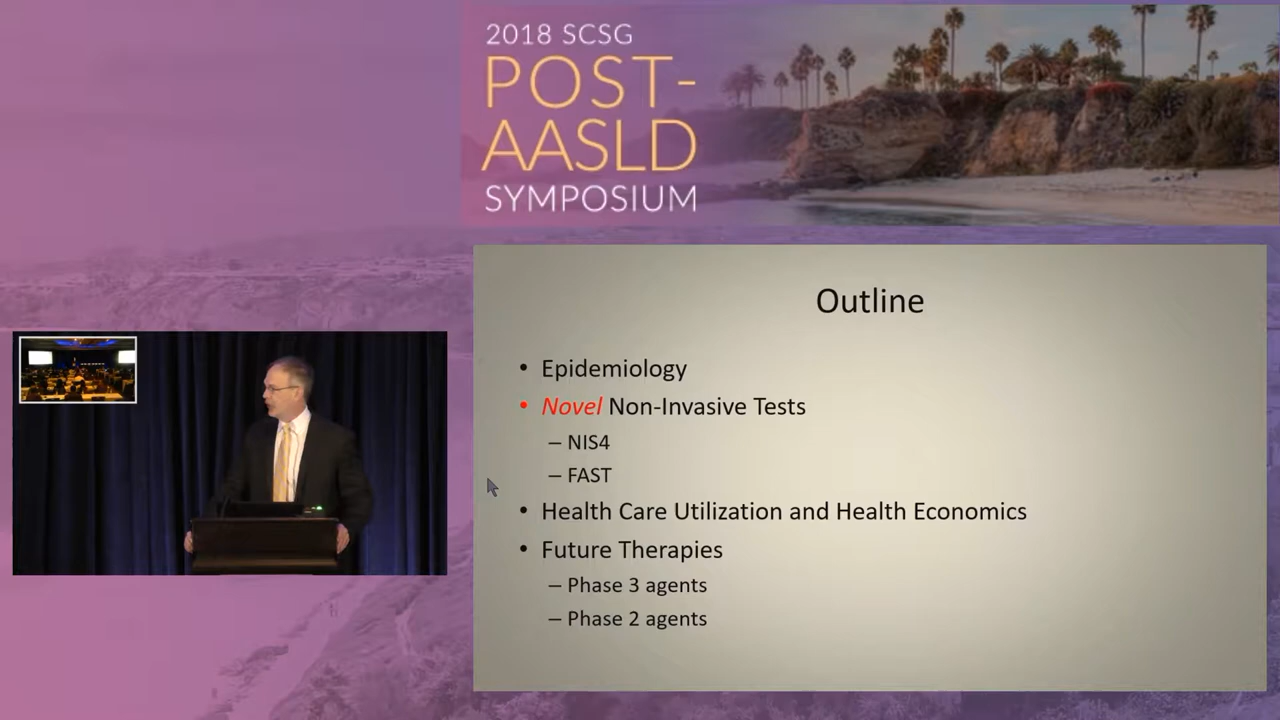 2018 SCSG
POST-
AASLD
SYMPOSIUM
Outline
• Epidemiology
• Novel Non-Invasive Tests
– NIS4
– FAST
• Health Care Utilization and Health Economics
• Future Therapies
– Phase 3 agents
– Phase 2 agents